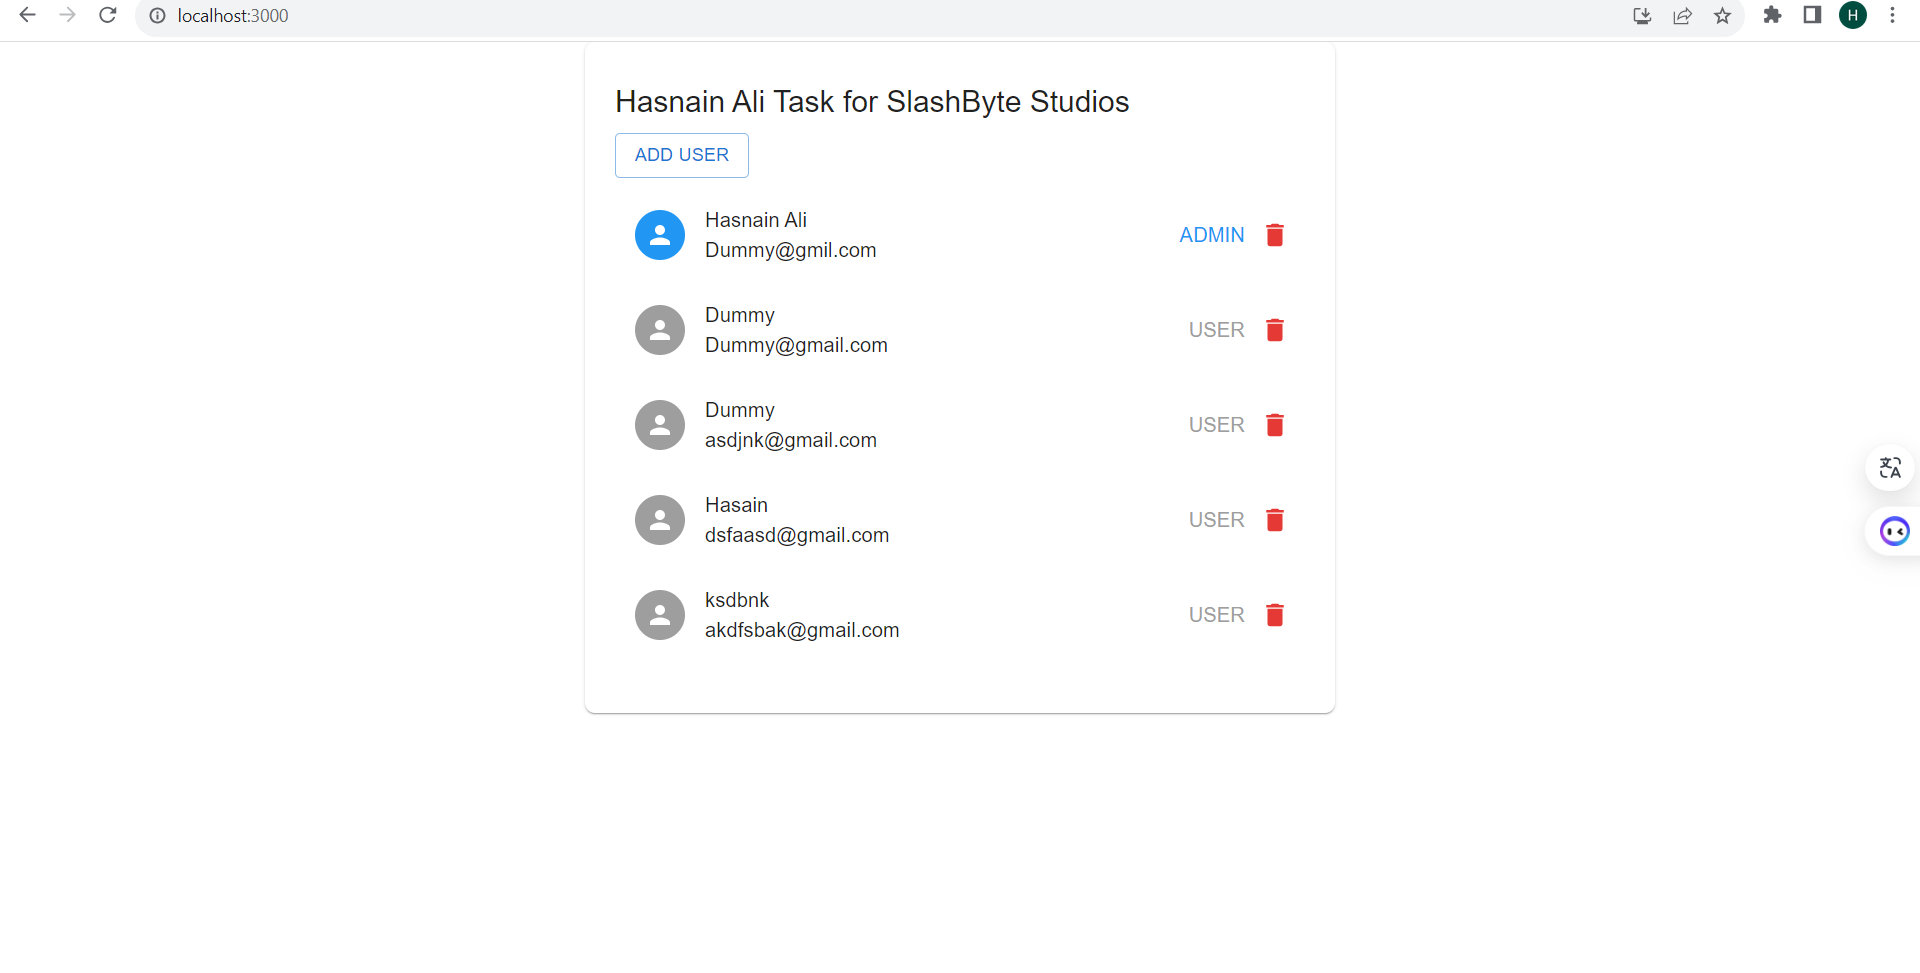 localhost:3000
H
Hasnain Ali Task for SlashByte Studios
ADD USER
Hasnain Ali
Dummy@gmil.com
ADMIN
Dummy
Dummy@gmail.com
USER
Dummy
asdjnk@gmail.com
USER
Hasain
dsfaasd@gmail.com
USER
ksdbnk
akdfsbak@gmail.com
USER